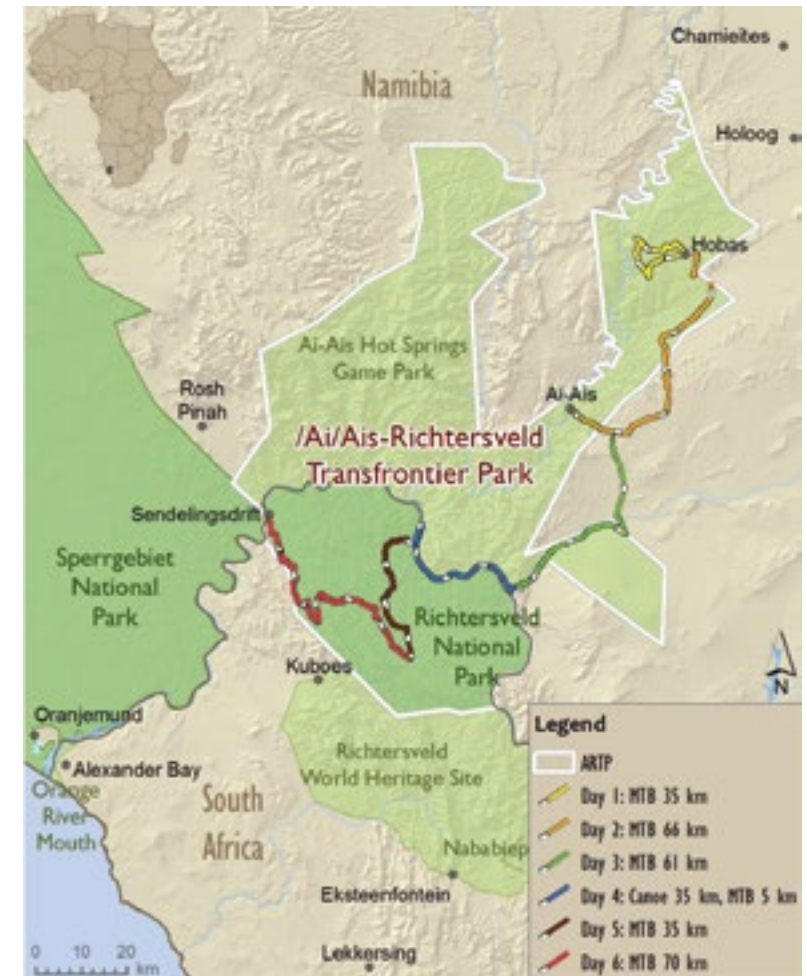 Chamieites
Namibia
Holoog
Hobas
Ai-Ais Hot Springs
Game Park
Rosh
Pinah
Ai-Ais
/Ai/Ais-Richtersveld
Transfrontier Park
Sendelingsdrift
Sperrgebiet
National
Park
Richtersveld
National
Park
Kuboes
N
Oranjemund
Alexander Bay
Orange
River
Mouth
Richtersveld
World Heritage Site
South
Africa
Nababiep
Eksteenfontein
Lekkersing
0 10 20
km
Legend
ARTP
Day 1: MTB 35 km
Day 2: MTB 66 km
Day 3: MTB 61 km
Day 4: Canoe 35 km, MTB 5 km
Day 5: MTB 35 km
Day 6: MTB 70 km